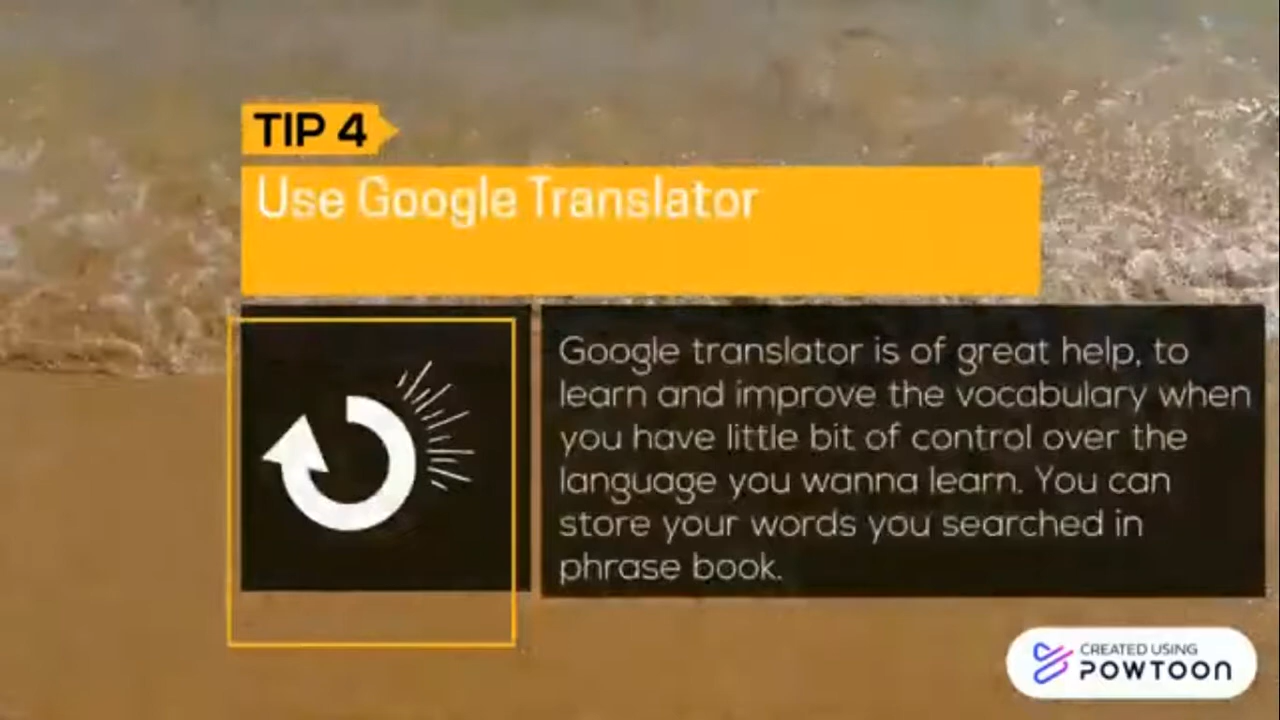 TIP 4
Use Google Translator
Google translator is of great help, to
learn and improve the vocabulary when
you have little bit of control over the
language you wanna learn. You can
store your words you searched in
phrase book.
CREATED USING
POWTOON